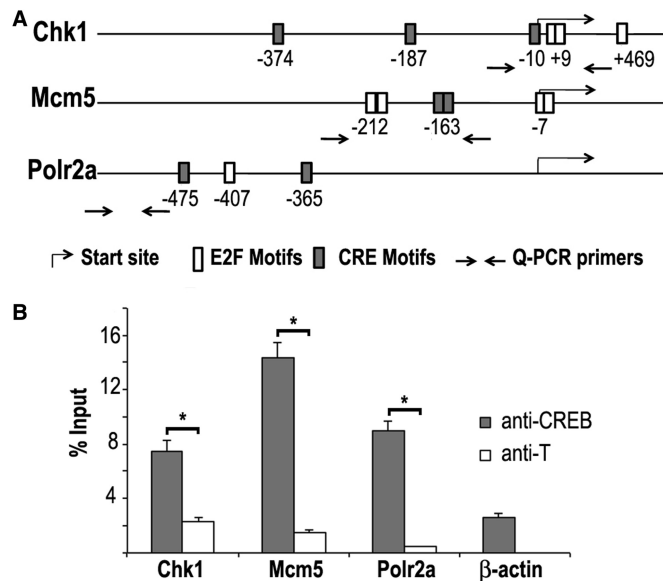 A
Chk1
-374
-187
-10
+9
+469
Mcm5
-212
-163
-7
Polr2a
-475
-407
-365
Start site
E2F Motifs
CRE Motifs
Q-PCR primers
B
% Input
16
12
8
4
*
*
*
anti-CREB
anti-T
Chk1
Mcm5
Polr2a
β-actin